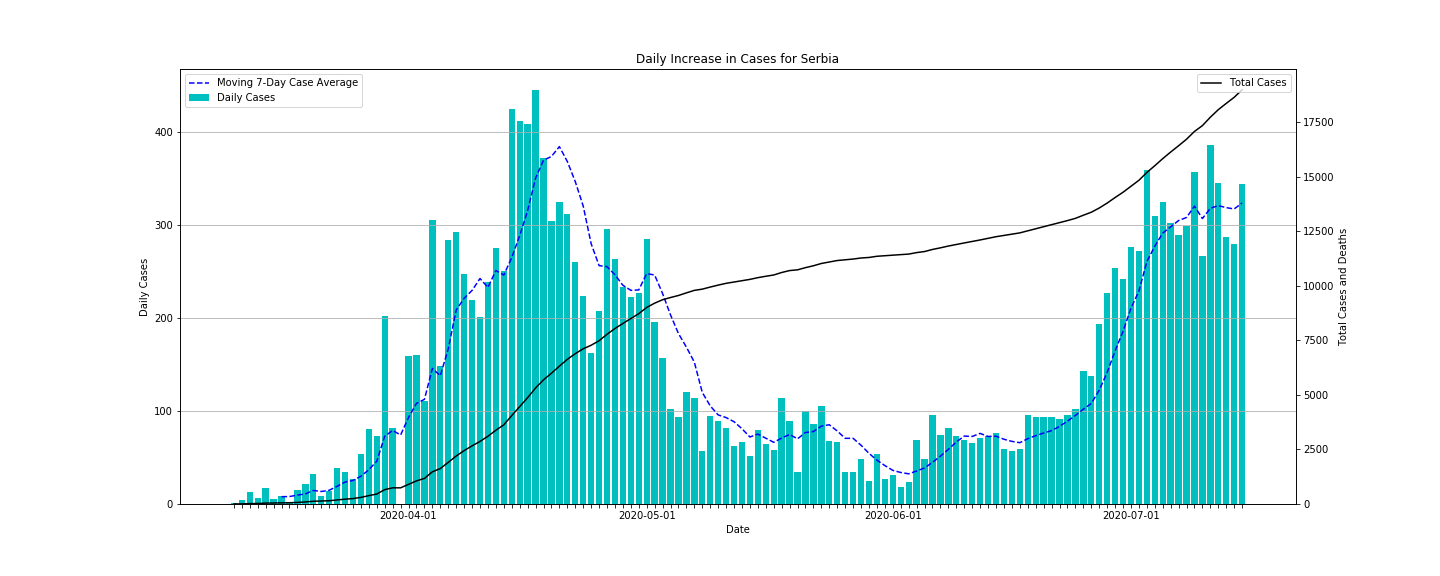 Daily Increase in Cases for Serbia
Moving 7-Day Case Average
Daily Cases
Total Cases
400
300
200
100
0
Daily Cases
17500
15000
12500
10000
7500
5000
2500
0
Total Cases and Deaths
2020-04-01
2020-05-01
2020-06-01
2020-07-01
Date